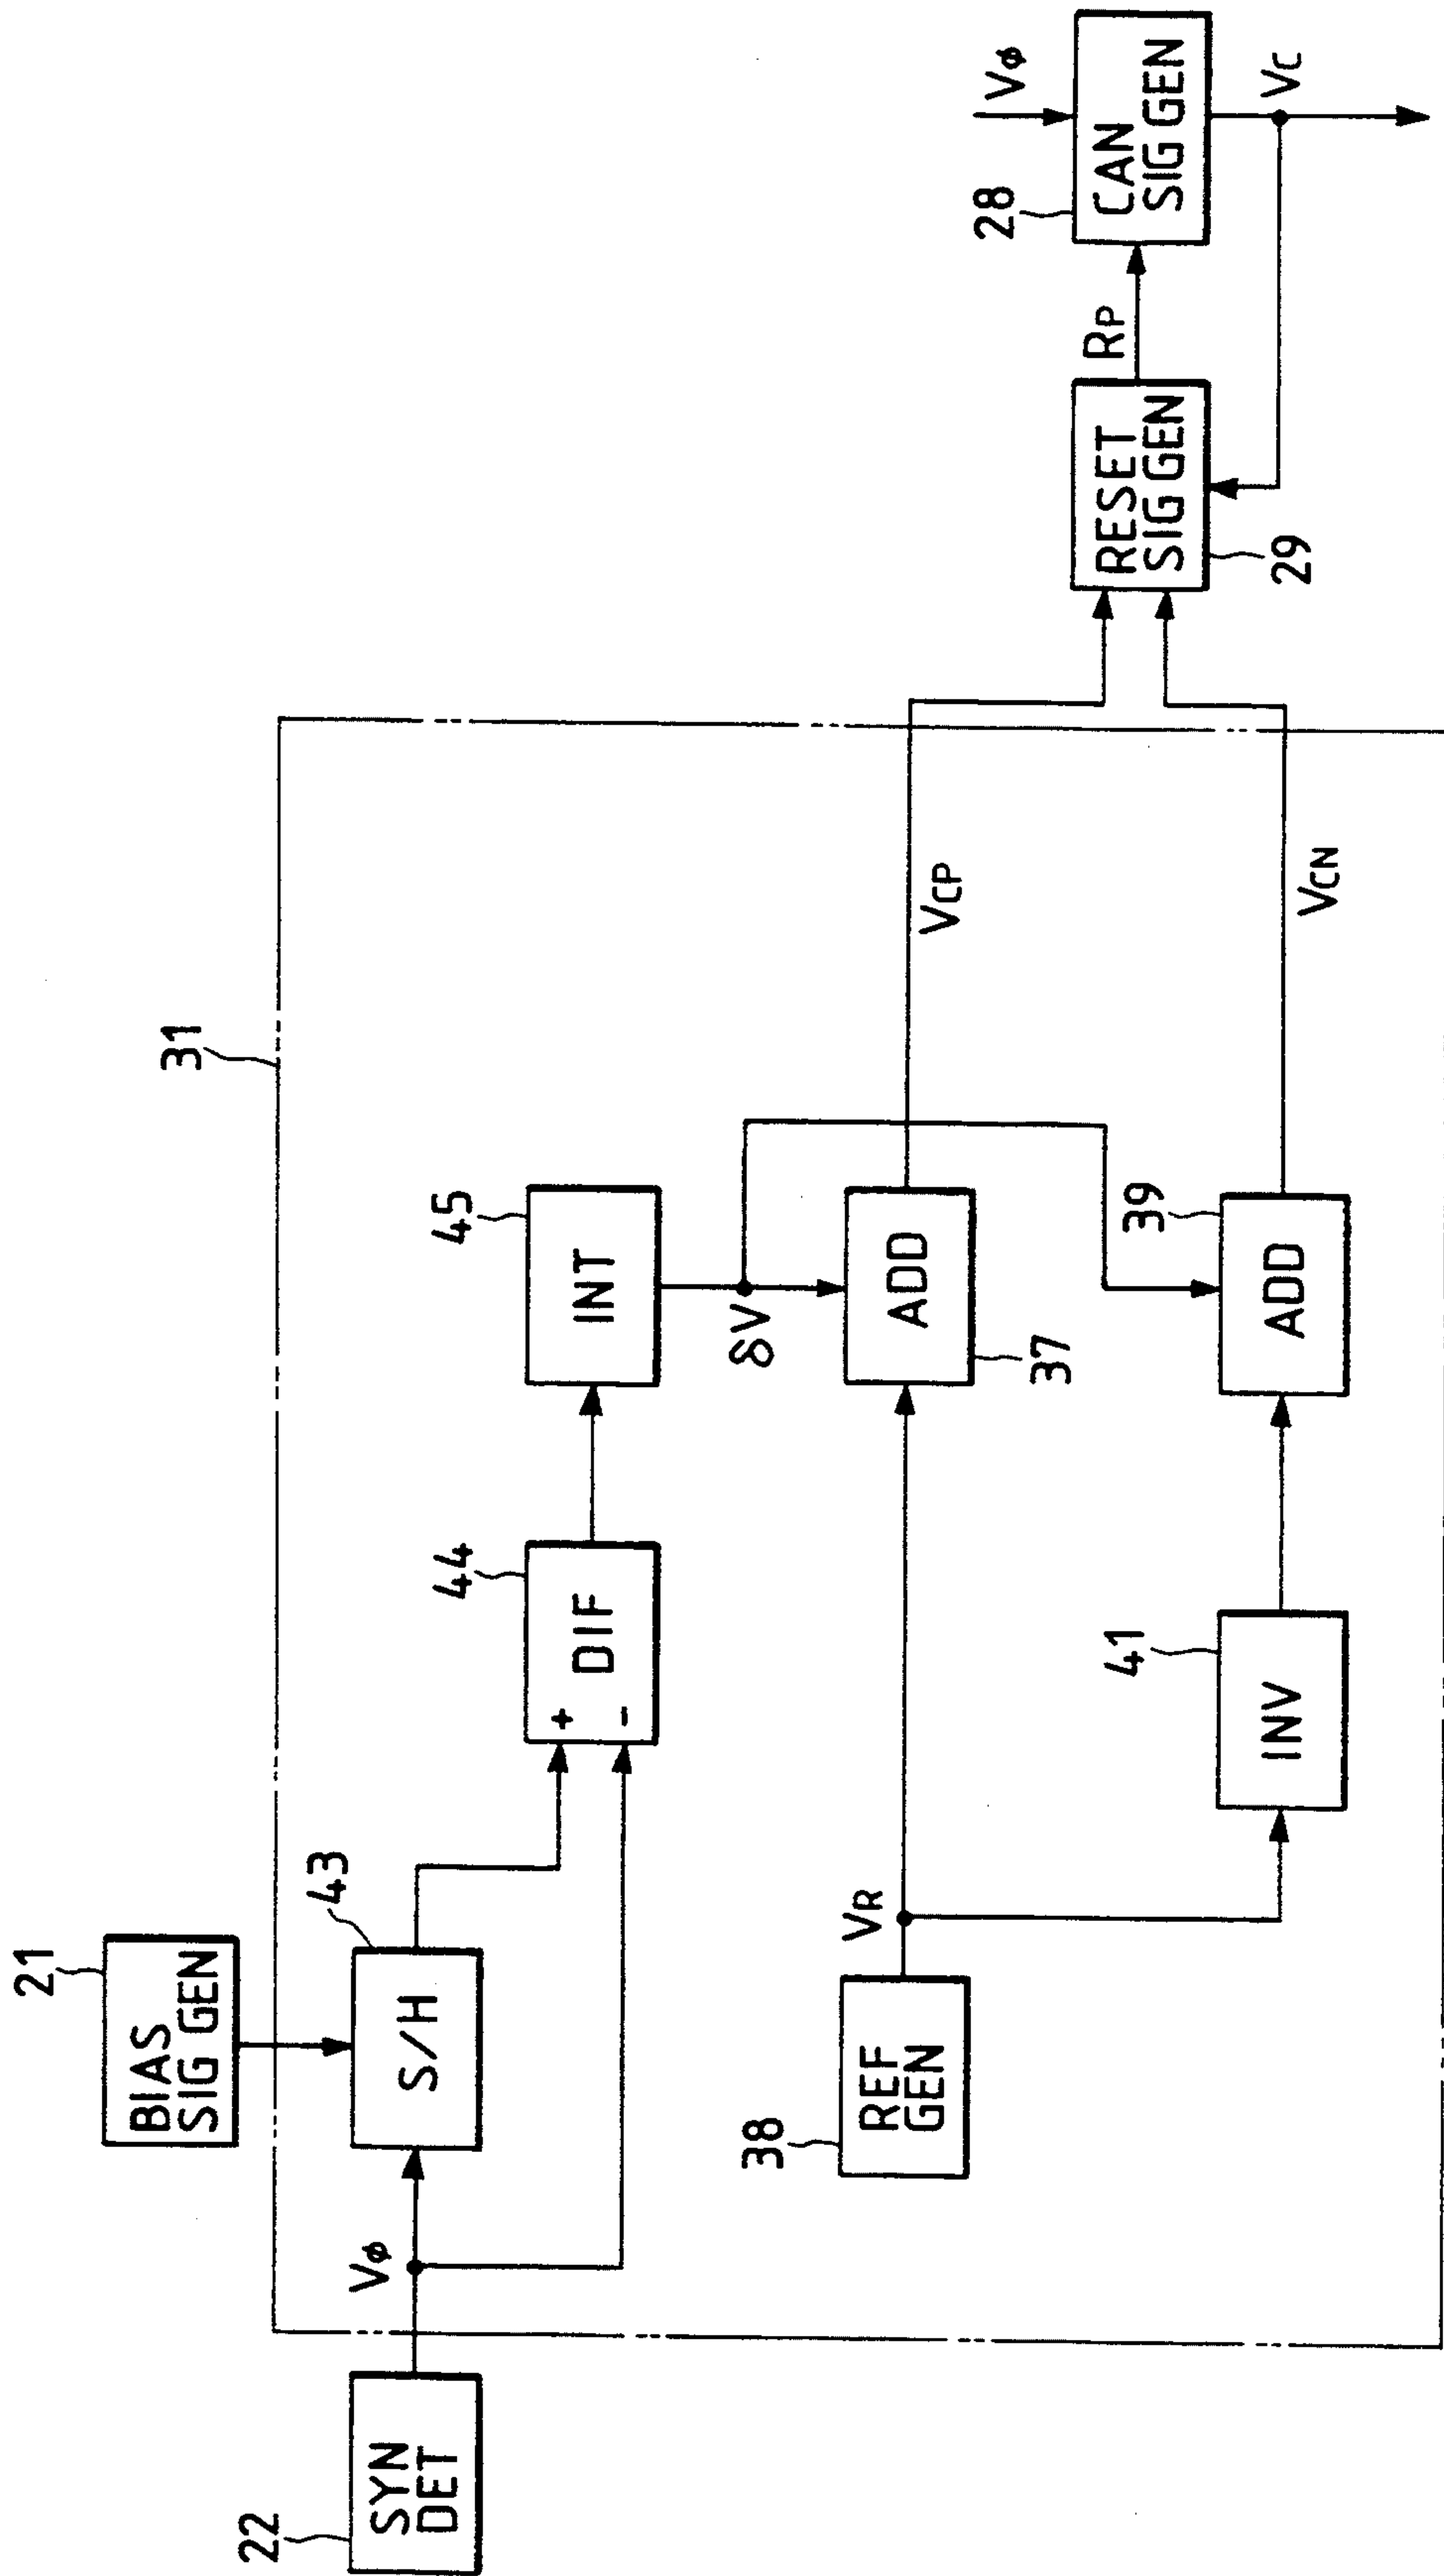 21
BIAS
SIG GEN
31
22
SYN
DET
Vφ
43
S/H
44
+
-
DIF
45
INT
δV
38
REF
GEN
VR
ADD
37
VCP
41
INV
39
ADD
VCN
RESET
SIG GEN
29
RP
28
CAN
SIG GEN
Vφ
VC